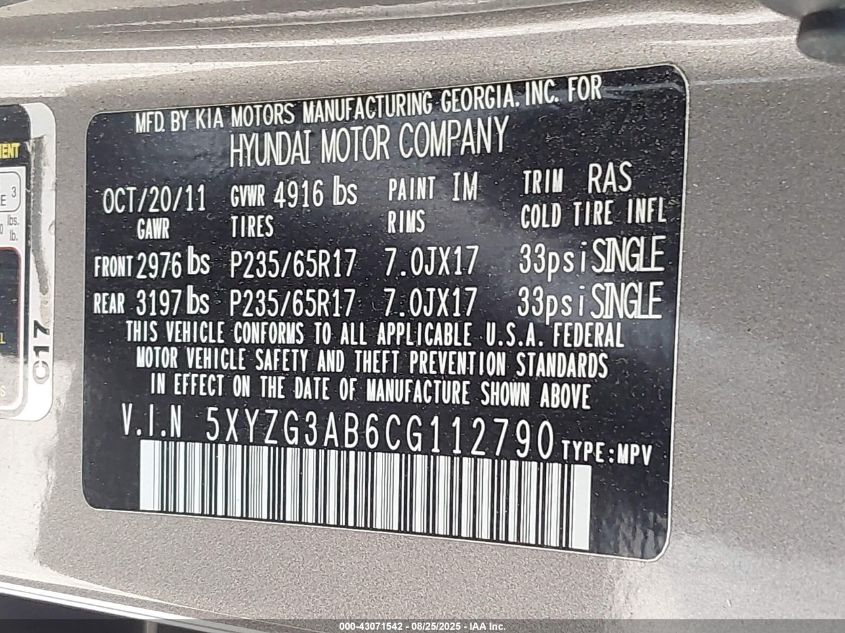 MFD. BY KIA MOTORS MANUFACTURING GEORGIA. INC. FOR
HYUNDAI MOTOR COMPANY
OCT/20/11 GVWR 4916 lbs PAINT IM TRIM RAS
GAWR TIRES RIMS COLD TIRE INFL
FRONT 2976 lbs P235/65R17 7.0JX17 33psi SINGLE
REAR 3197 lbs P235/65R17 7.0JX17 33psi SINGLE
THIS VEHICLE CONFORMS TO ALL APPLICABLE U.S.A. FEDERAL
MOTOR VEHICLE SAFETY AND THEFT PREVENTION STANDARDS
IN EFFECT ON THE DATE OF MANUFACTURE SHOWN ABOVE
V.I.N 5XYZG3AB6CG112790 TYPE:MPV
3
lbs.
lb.
C17
000-43071542 - 08/25/2025 - IAA Inc.